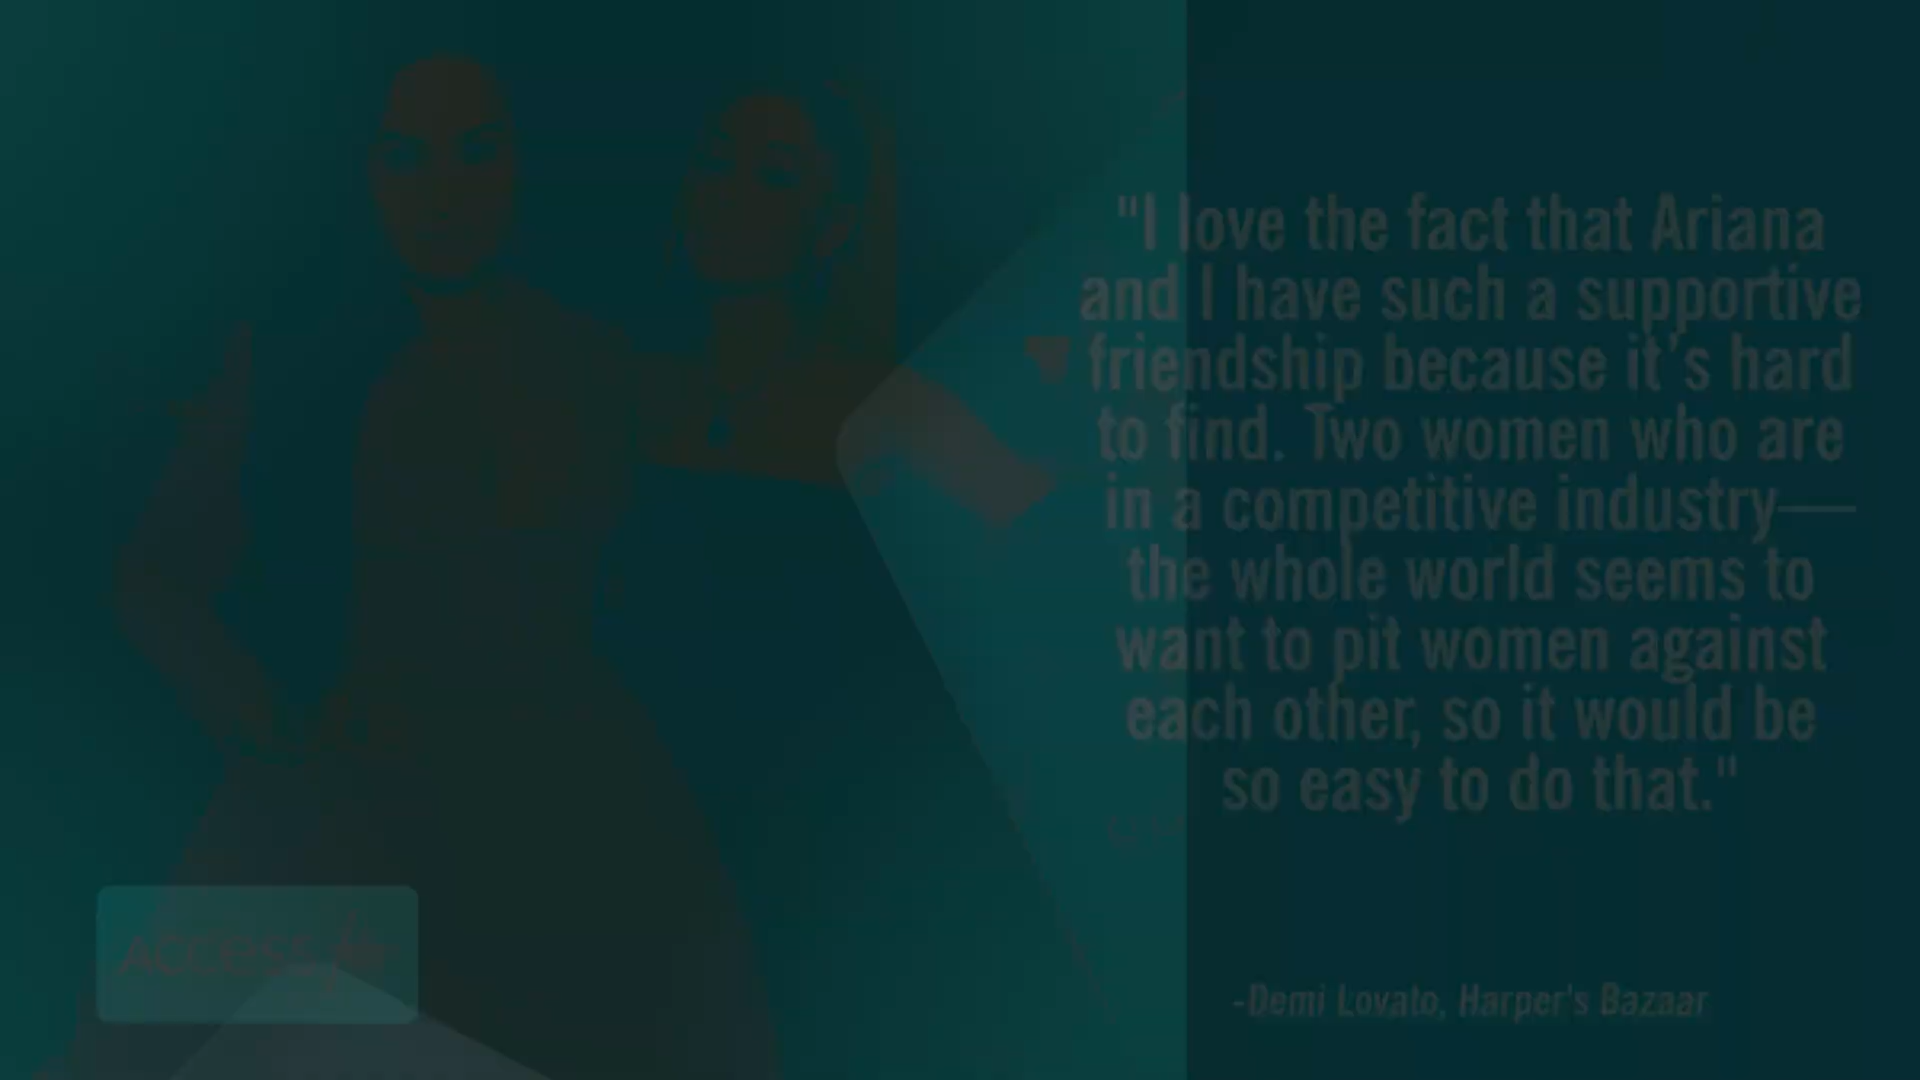 "I love the fact that Ariana
and I have such a supportive
friendship because it's hard
to find. Two women who are
in a competitive industry—
the whole world seems to
want to pit women against
each other, so it would be
so easy to do that."
-Demi Lovato, Harper's Bazaar
access